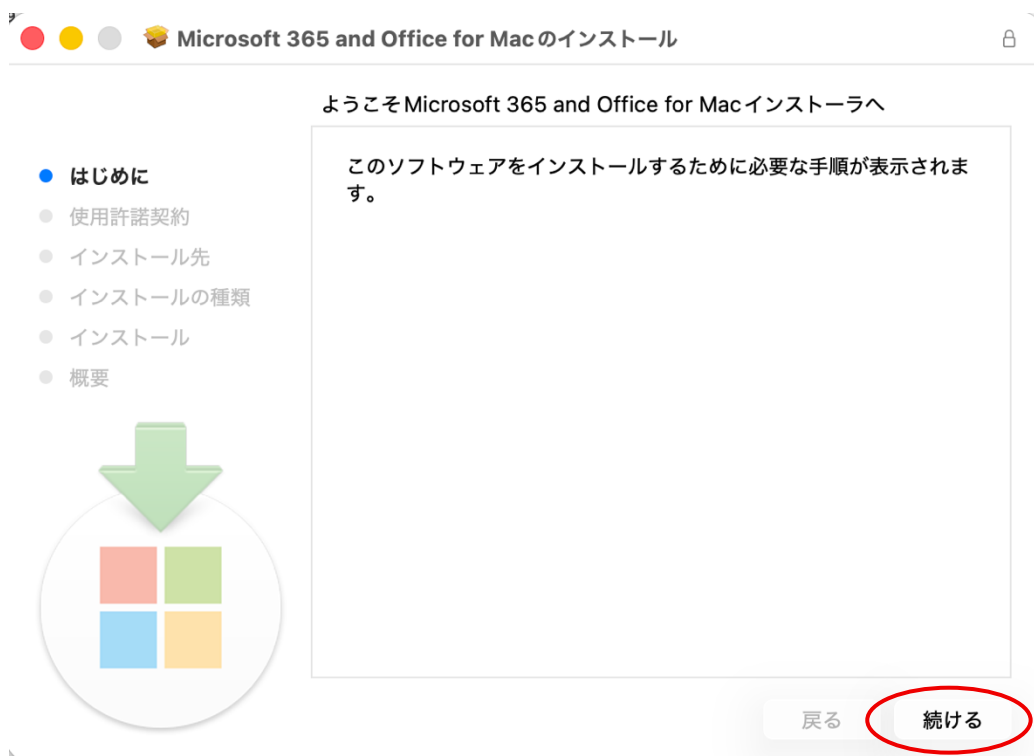 Microsoft 365 and Office for Macのインストール
ようこそMicrosoft 365 and Office for Macインストーラへ
はじめに
使用許諾契約
インストール先
インストールの種類
インストール
概要
このソフトウェアをインストールするために必要な手順が表示されま
す。
戻る
続ける